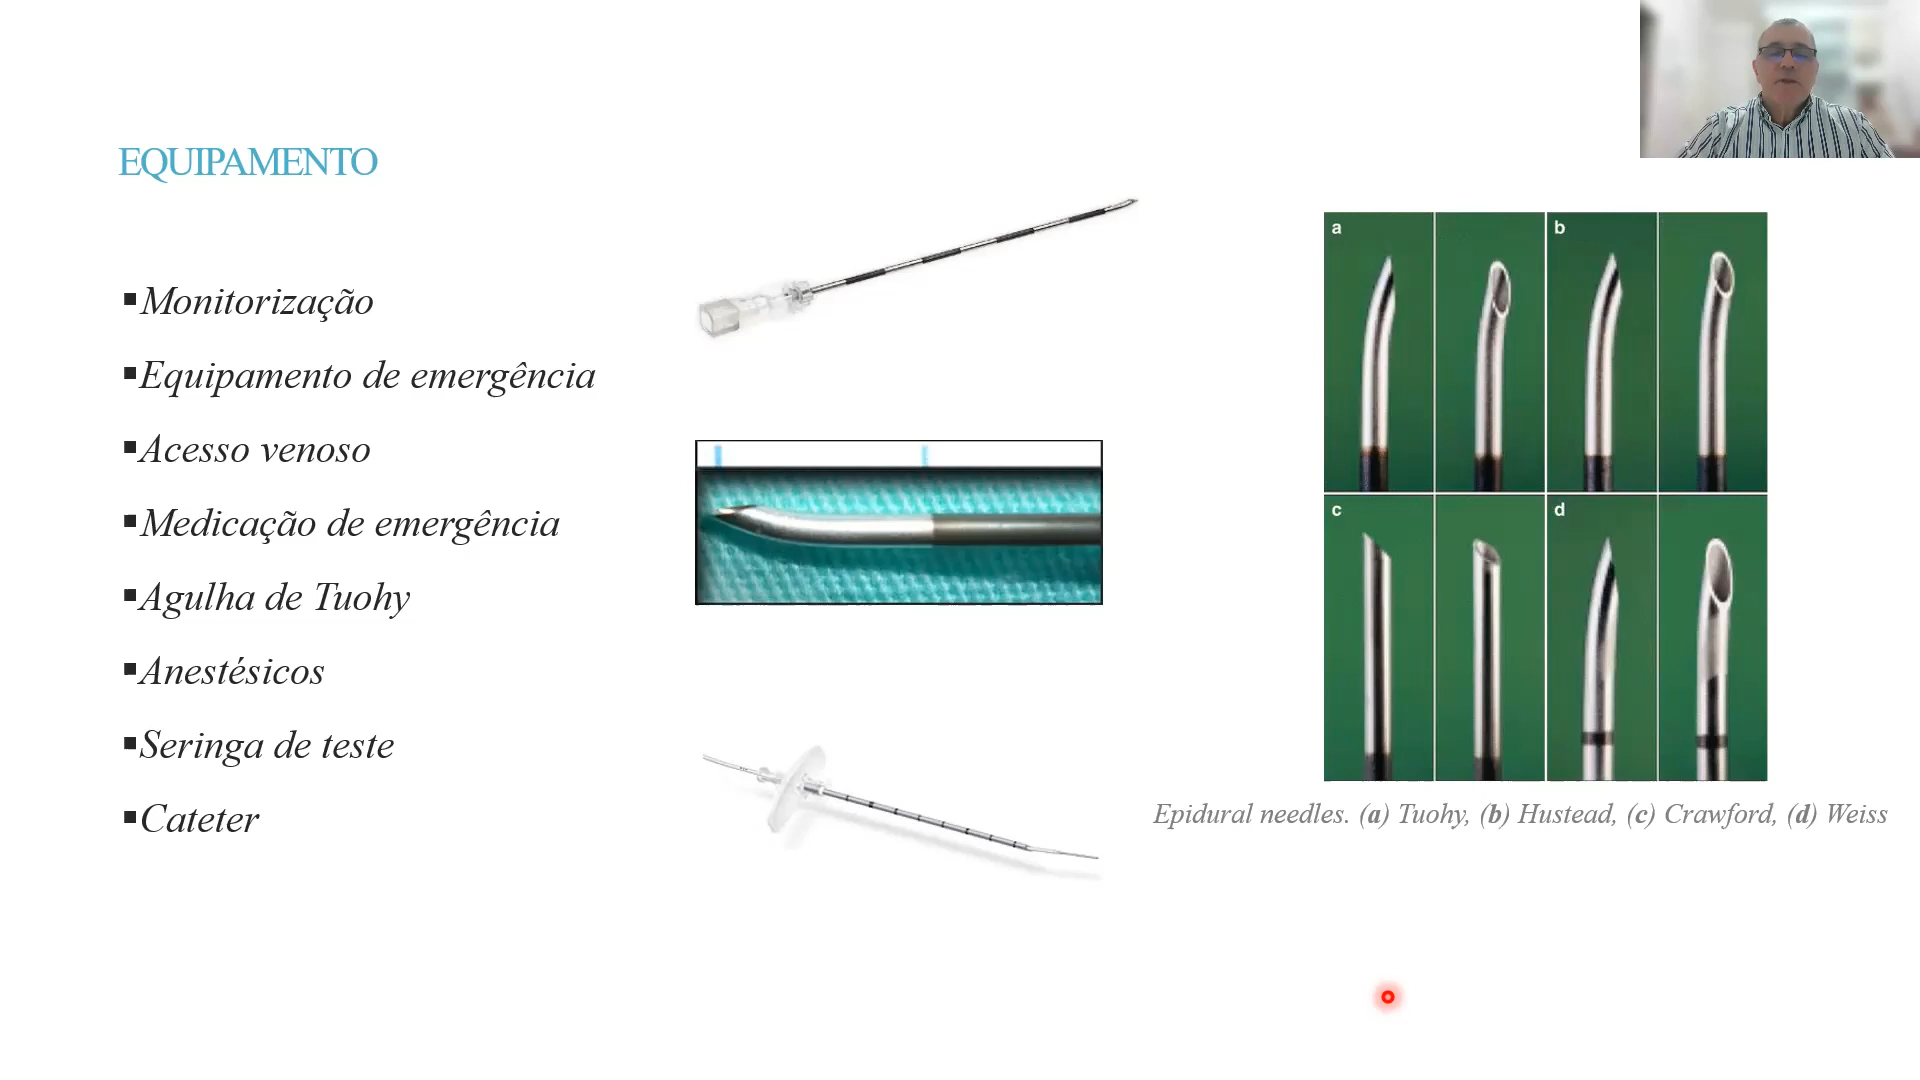 EQUIPAMENTO
▪Monitorização
▪Equipamento de emergência
▪Acesso venoso
▪Medicação de emergência
▪Agulha de Tuohy
▪Anestésicos
▪Seringa de teste
▪Cateter
a
b
c
d
Epidural needles. (a) Tuohy, (b) Hustead, (c) Crawford, (d) Weiss